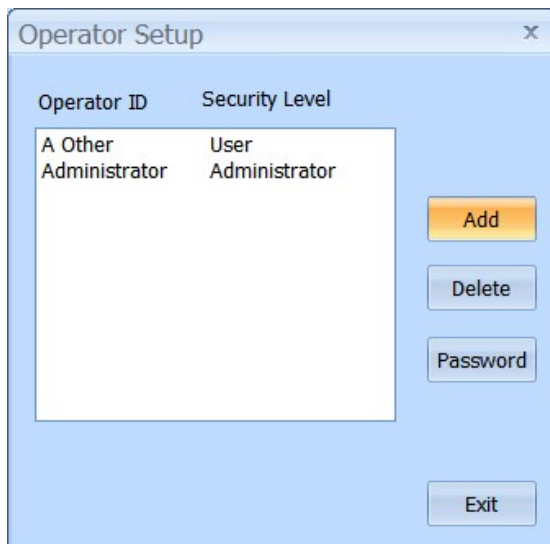 Operator Setup x
Operator ID Security Level
A Other User
Administrator Administrator
Add
Delete
Password
Exit